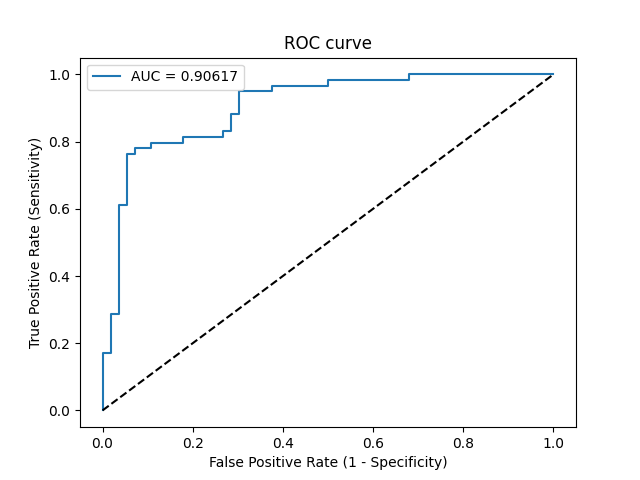 ROC curve
AUC = 0.90617
True Positive Rate (Sensitivity)
1.0
0.8
0.6
0.4
0.2
0.0
0.0 0.2 0.4 0.6 0.8 1.0
False Positive Rate (1 - Specificity)